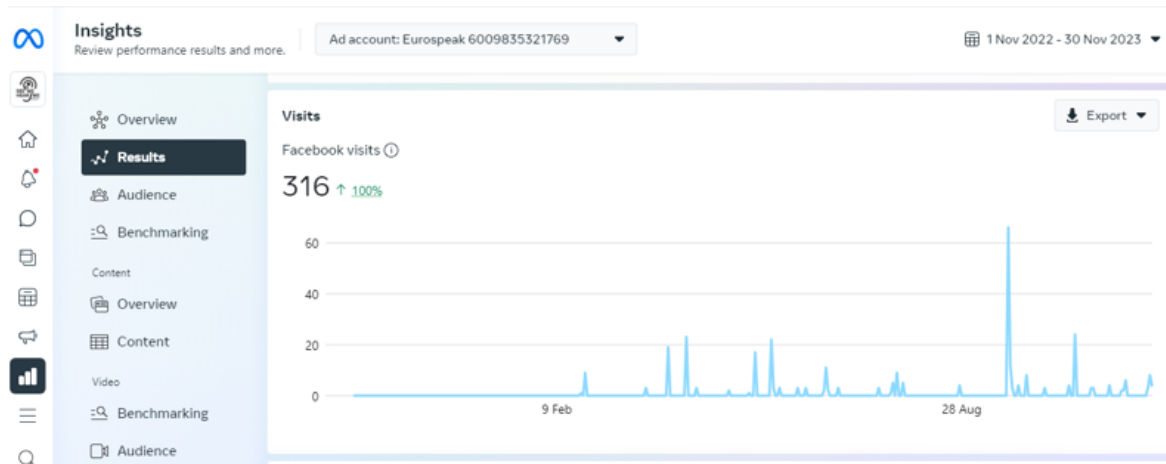 Insights
Review performance results and more.
Ad account: Eurospeak 6009835321769
1 Nov 2022 - 30 Nov 2023
Overview
Results
Audience
Benchmarking
Content
Overview
Content
Video
Benchmarking
Audience
Visits
Export
Facebook visits
316 ↑ 100%
60
40
20
0
9 Feb
28 Aug